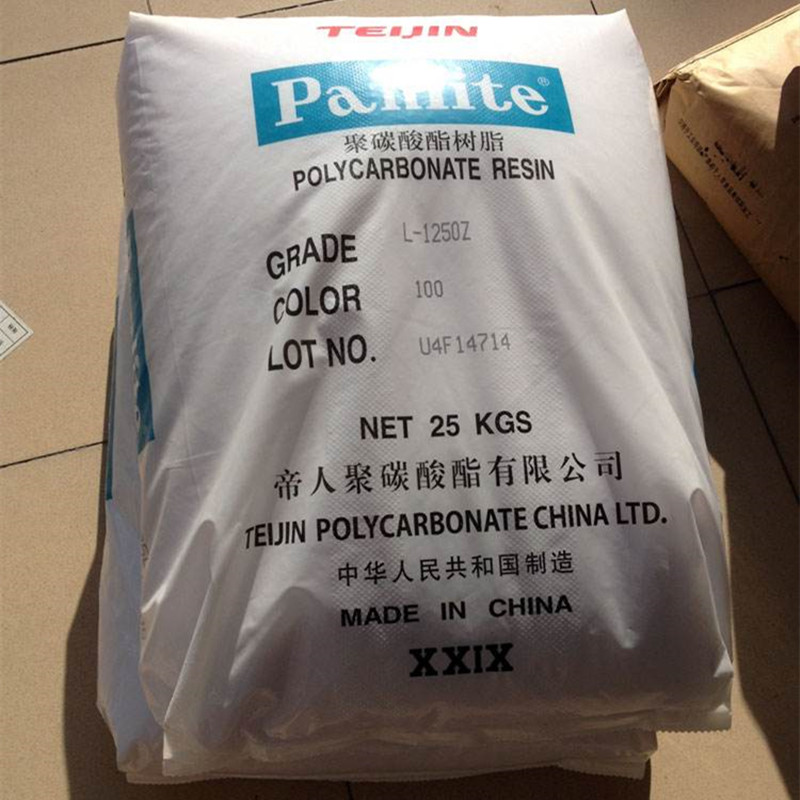 TEIJIN
Panlite®
聚碳酸酯树脂
POLYCARBONATE RESIN
GRADE L-1250Z
COLOR 100
LOT NO. U4F14714
NET 25 KGS
帝人聚碳酸酯有限公司
TEIJIN POLYCARBONATE CHINA LTD.
中华人民共和国制造
MADE IN CHINA
XXIX